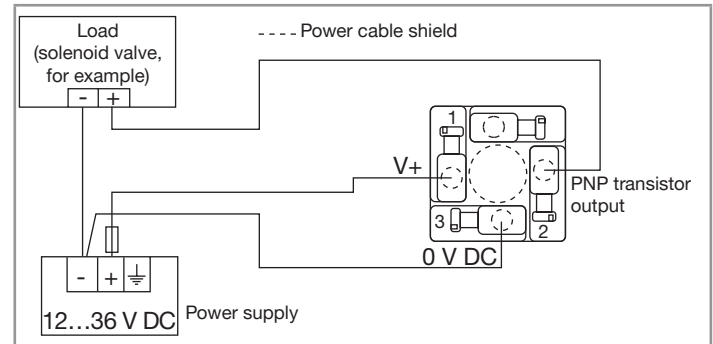 Load
(solenoid valve,
for example)
- +
---- Power cable shield
1
V+
PNP transistor
output
3
2
0 V DC
- +
12...36 V DC
Power supply